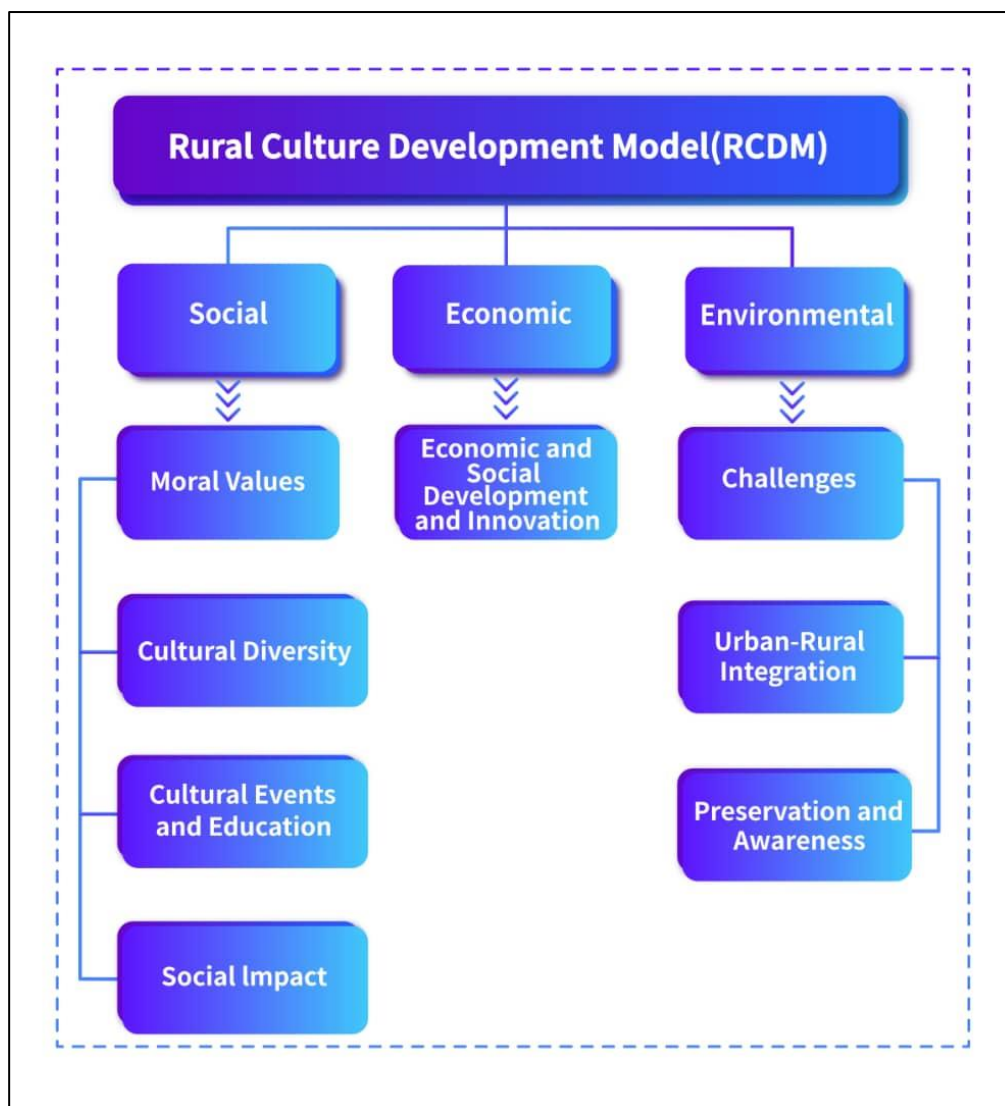 Rural Culture Development Model(RCDM)
Social
Economic
Environmental
Moral Values
Economic and
Social
Development
and Innovation
Challenges
Cultural Diversity
Urban-Rural
Integration
Cultural Events
and Education
Preservation and
Awareness
Social lmpact